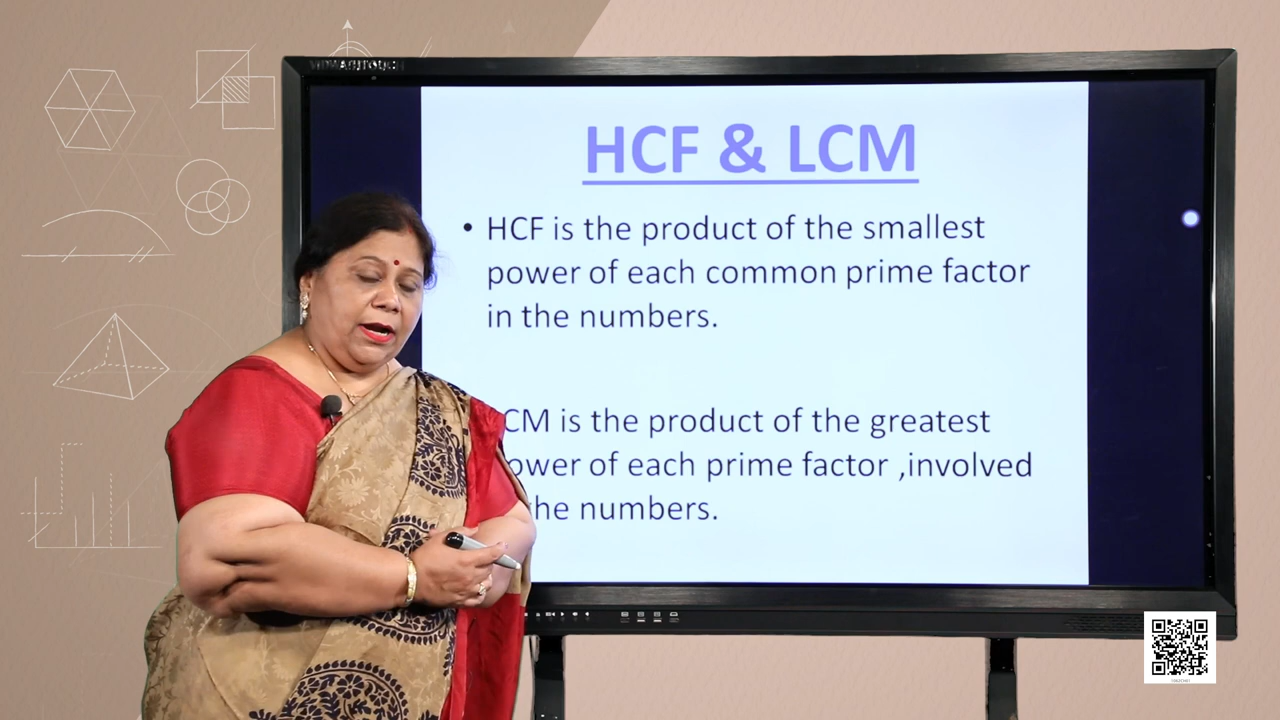 HCF & LCM
• HCF is the product of the smallest
power of each common prime factor
in the numbers.
CM is the product of the greatest
ower of each prime factor ,involved
the numbers.